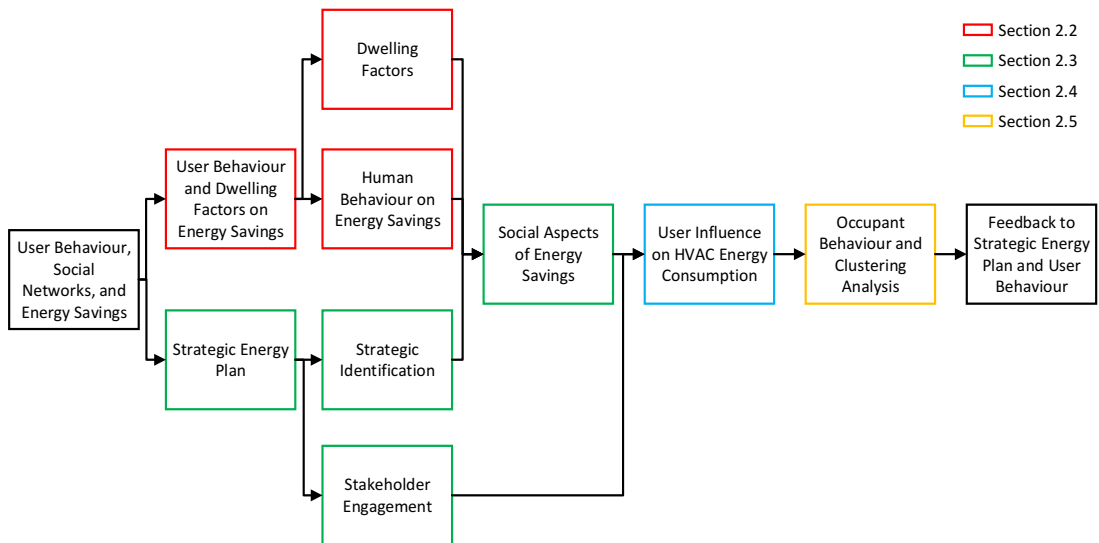 User Behaviour,
Social
Networks, and
Energy Savings
User Behaviour
and Dwelling
Factors on
Energy Savings
Strategic Energy
Plan
Dwelling
Factors
Human
Behaviour on
Energy Savings
Strategic
Identification
Stakeholder
Engagement
Social Aspects
of Energy
Savings
User Influence
on HVAC Energy
Consumption
Occupant
Behaviour and
Clustering
Analysis
Feedback to
Strategic Energy
Plan and User
Behaviour
Section 2.2
Section 2.3
Section 2.4
Section 2.5